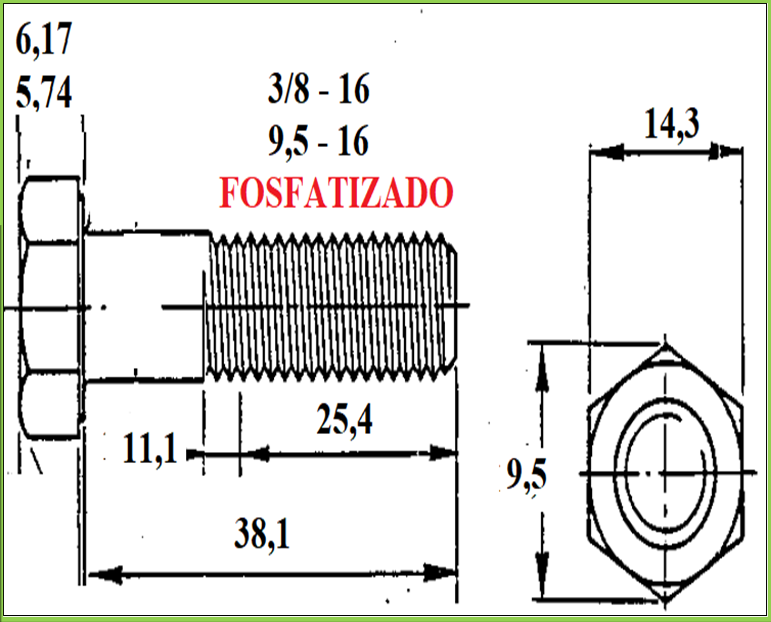 6,17
5,74
3/8 - 16
9,5 - 16
FOSFATIZADO
14,3
25,4
11,1
9,5
38,1